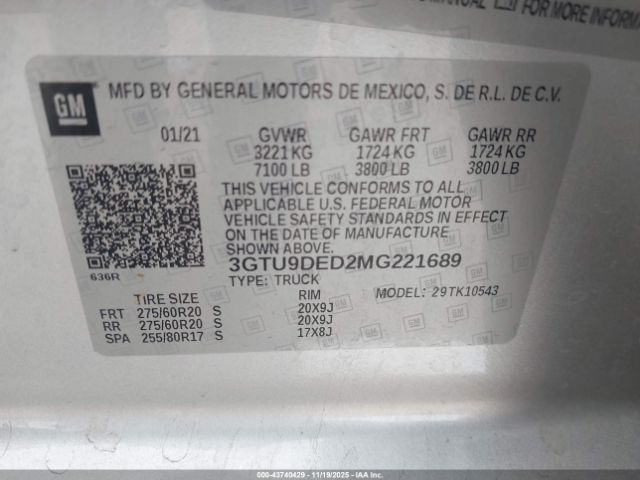 MANUAL FOR MORE INFORMA
GM
MFD BY GENERAL MOTORS DE MEXICO, S. DE R.L. DE C.V.
01/21 GVWR GAWR FRT GAWR RR
3221 KG 1724 KG 1724 KG
7100 LB 3800 LB 3800 LB
THIS VEHICLE CONFORMS TO ALL
APPLICABLE U.S. FEDERAL MOTOR
VEHICLE SAFETY STANDARDS IN EFFECT
ON THE DATE OF MANUFACTURE
SHOWN ABOVE.
636R
3GTU9DED2MG221689
TYPE: TRUCK MODEL: 29TK10543
TIRE SIZE RIM
FRT 275/60R20 S 20X9J
RR 275/60R20 S 20X9J
SPA 255/80R17 S 17X8J
000-43740429 11/19/2025 IAAI.COM